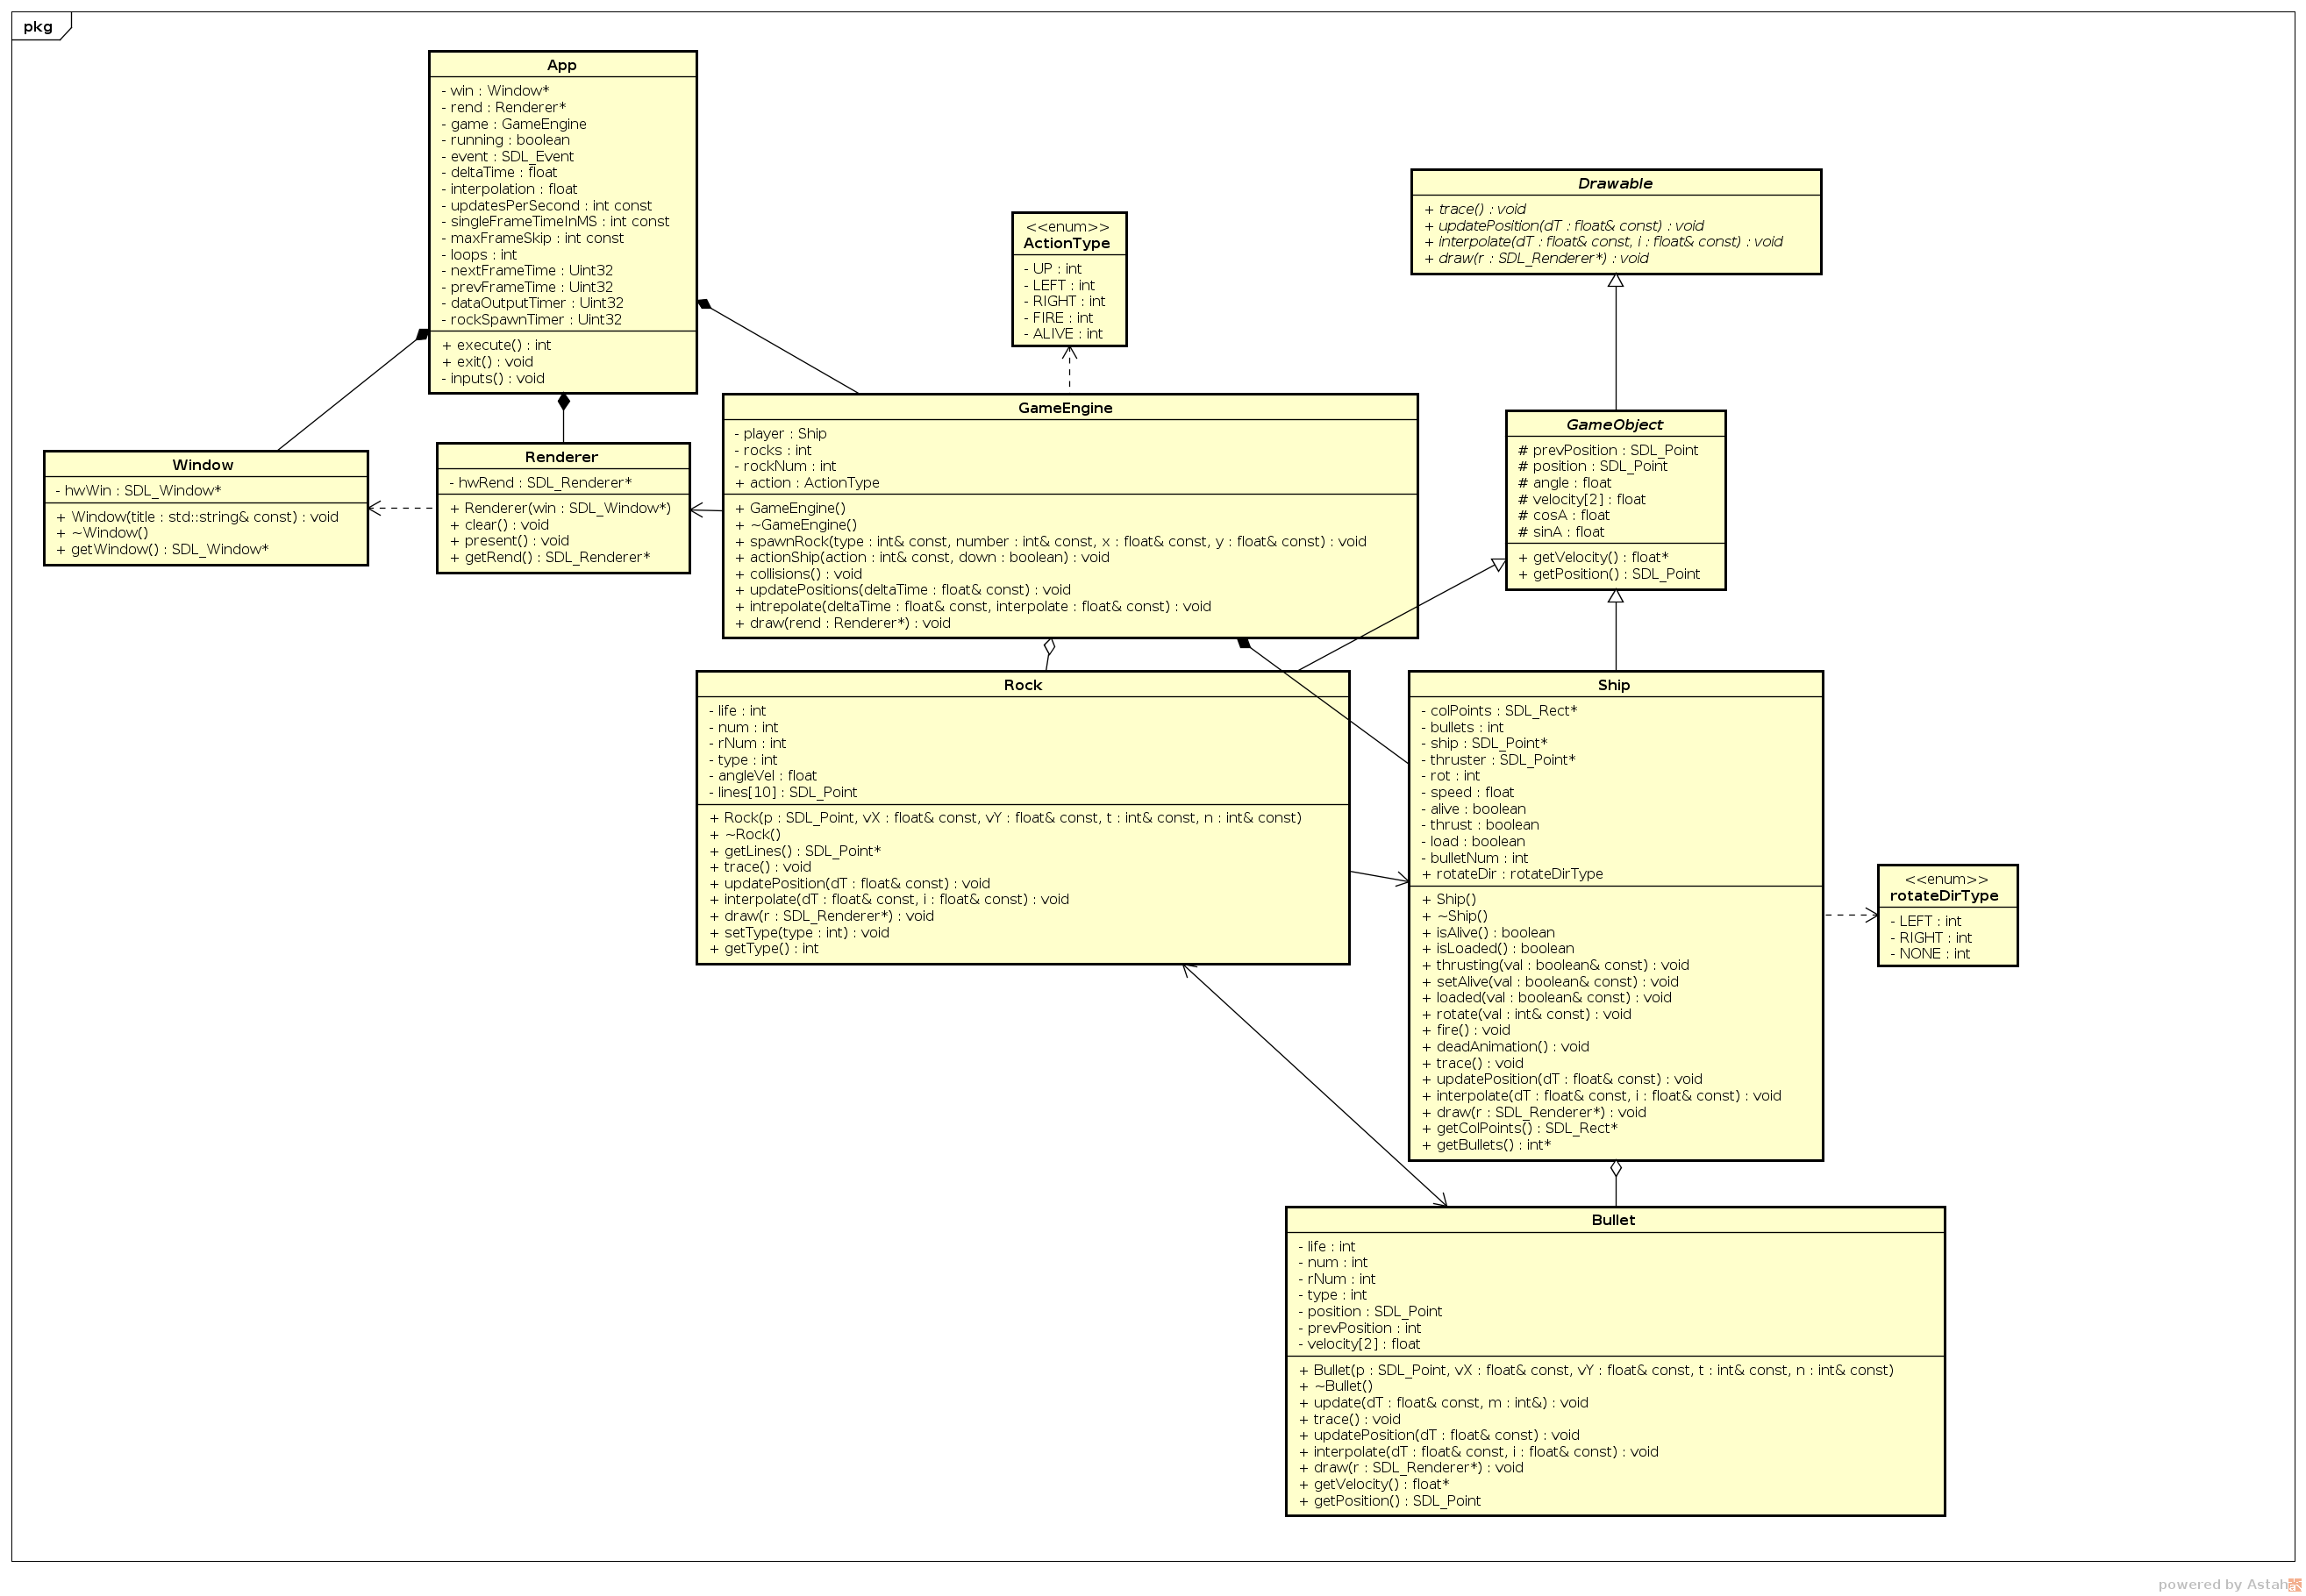 pkg
App
- win : Window*
- rend : Renderer*
- game : GameEngine
- running : boolean
- event : SDL_Event
- deltaTime : float
- interpolation : float
- updatesPerSecond : int const
- singleFrameTimeInMS : int const
- maxFrameSkip : int const
- loops : int
- nextFrameTime : Uint32
- prevFrameTime : Uint32
- dataOutputTimer : Uint32
- rockSpawnTimer : Uint32
+ execute() : int
+ exit() : void
- inputs() : void
Drawable
+ trace() : void
+ updatePosition(dT : float& const) : void
+ interpolate(dT : float& const, i : float& const) : void
+ draw(r : SDL_Renderer*) : void
<<enum>>
ActionType
- UP : int
- LEFT : int
- RIGHT : int
- FIRE : int
- ALIVE : int
Window
- hwWin : SDL_Window*
+ Window(title : std::string& const) : void
+ ~Window()
+ getWindow() : SDL_Window*
Renderer
- hwRend : SDL_Renderer*
+ Renderer(win : SDL_Window*)
+ clear() : void
+ present() : void
+ getRend() : SDL_Renderer*
GameEngine
- player : Ship
- rocks : int
- rockNum : int
+ action : ActionType
+ GameEngine()
+ ~GameEngine()
+ spawnRock(type : int& const, number : int& const, x : float& const, y : float& const) : void
+ actionShip(action : int& const, down : boolean) : void
+ collisions() : void
+ updatePositions(deltaTime : float& const) : void
+ intrepolate(deltaTime : float& const, interpolate : float& const) : void
+ draw(rend : Renderer*) : void
GameObject
# prevPosition : SDL_Point
# position : SDL_Point
# angle : float
# velocity[2] : float
# cosA : float
# sinA : float
+ getVelocity() : float*
+ getPosition() : SDL_Point
Rock
- life : int
- num : int
- rNum : int
- type : int
- angleVel : float
- lines[10] : SDL_Point
+ Rock(p : SDL_Point, vX : float& const, vY : float& const, t : int& const, n : int& const)
+ ~Rock()
+ getLines() : SDL_Point*
+ trace() : void
+ updatePosition(dT : float& const) : void
+ interpolate(dT : float& const, i : float& const) : void
+ draw(r : SDL_Renderer*) : void
+ setType(type : int) : void
+ getType() : int
Ship
- colPoints : SDL_Rect*
- bullets : int
- ship : SDL_Point*
- thruster : SDL_Point*
- rot : int
- speed : float
- alive : boolean
- thrust : boolean
- load : boolean
- bulletNum : int
+ rotateDir : rotateDirType
+ Ship()
+ ~Ship()
+ isAlive() : boolean
+ isLoaded() : boolean
+ thrusting(val : boolean& const) : void
+ setAlive(val : boolean& const) : void
+ loaded(val : boolean& const) : void
+ rotate(val : int& const) : void
+ fire() : void
+ deadAnimation() : void
+ trace() : void
+ updatePosition(dT : float& const) : void
+ interpolate(dT : float& const, i : float& const) : void
+ draw(r : SDL_Renderer*) : void
+ getColPoints() : SDL_Rect*
+ getBullets() : int*
<<enum>>
rotateDirType
- LEFT : int
- RIGHT : int
- NONE : int
Bullet
- life : int
- num : int
- rNum : int
- type : int
- position : SDL_Point
- prevPosition : int
- velocity[2] : float
+ Bullet(p : SDL_Point, vX : float& const, vY : float& const, t : int& const, n : int& const)
+ ~Bullet()
+ update(dT : float& const, m : int&) : void
+ trace() : void
+ updatePosition(dT : float& const) : void
+ interpolate(dT : float& const, i : float& const) : void
+ draw(r : SDL_Renderer*) : void
+ getVelocity() : float*
+ getPosition() : SDL_Point
powered by Astah